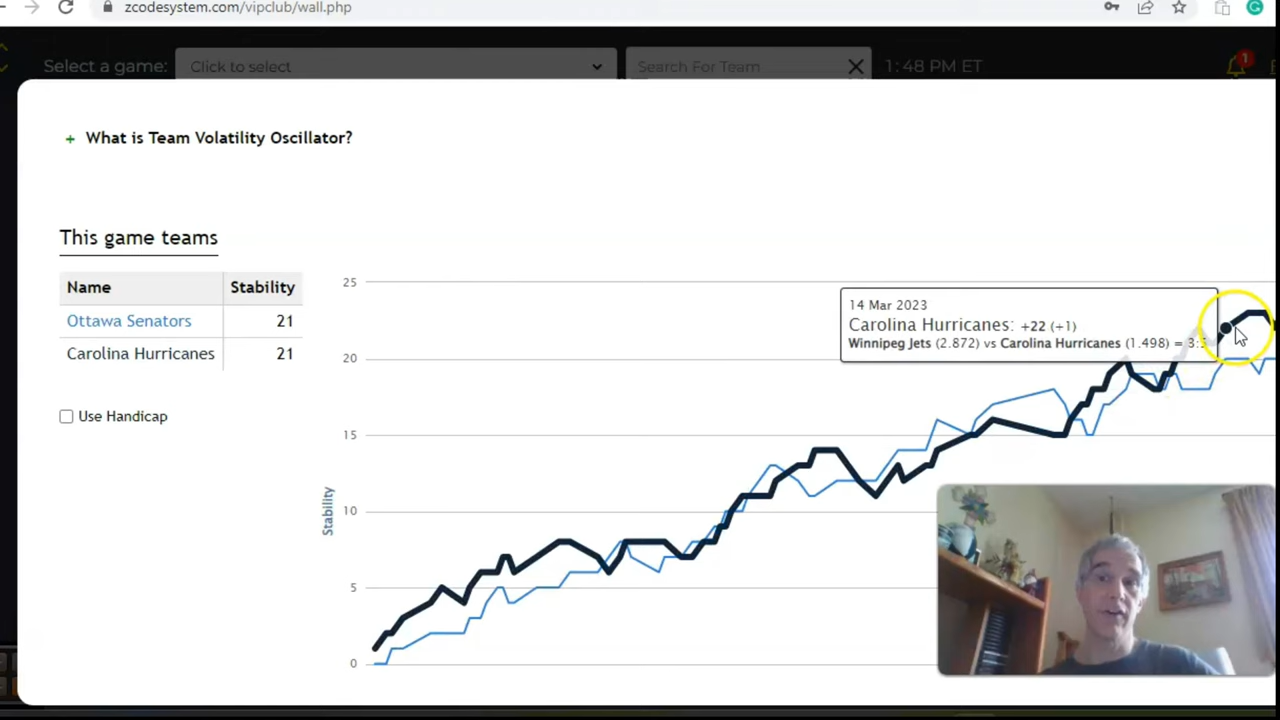 zcodesystem.com/vipclub/wall.php
Select a game: Click to select Search For Team 1:48 PM ET 1
+ What is Team Volatility Oscillator?
This game teams
Name Stability
Ottawa Senators 21
Carolina Hurricanes 21
Use Handicap
25
20
15
10
5
0
Stability
14 Mar 2023
Carolina Hurricanes: +22 (+1)
Winnipeg Jets (2.872) vs Carolina Hurricanes (1.498) = 3: